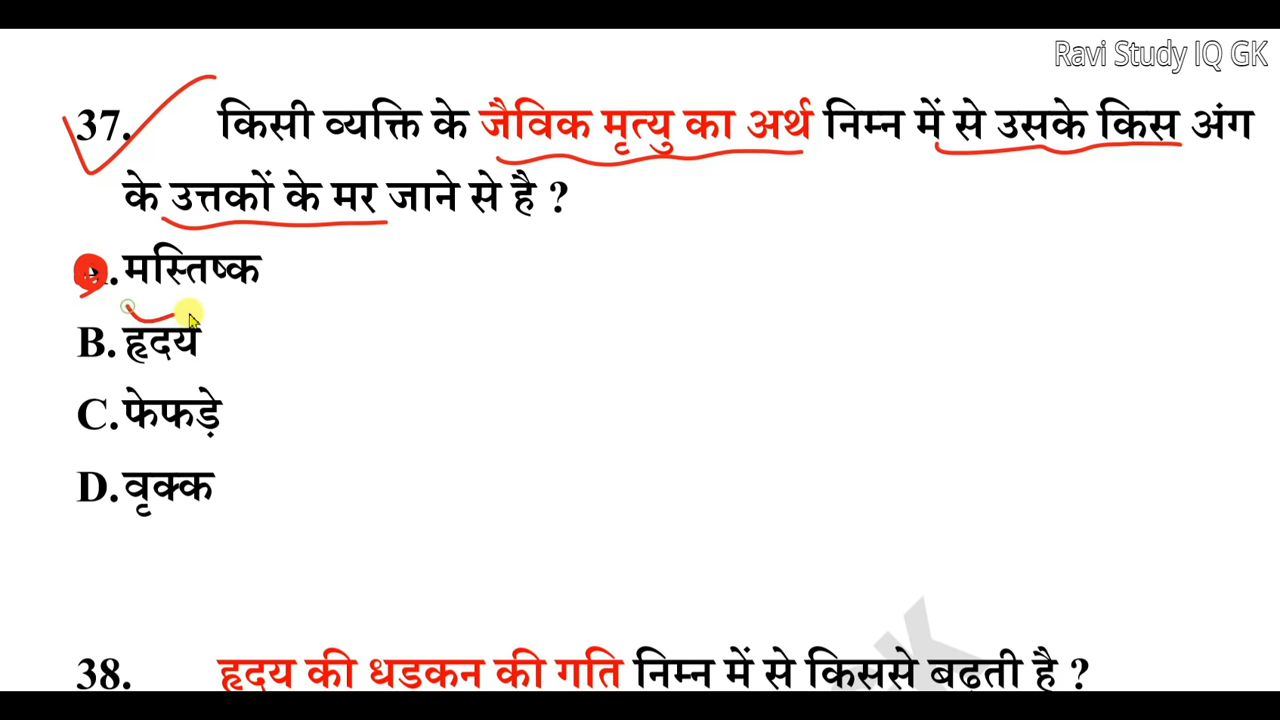 Ravi Study IQ GK
37. किसी व्यक्ति के जैविक मृत्यु का अर्थ निम्न में से उसके किस अंग
के उत्तकों के मर जाने से है ?
A. मस्तिष्क
B. हृदय
C. फेफड़े
D. वृक्क
38. हृदय की धडकन की गति निम्न में से किससे बढ़ती है ?